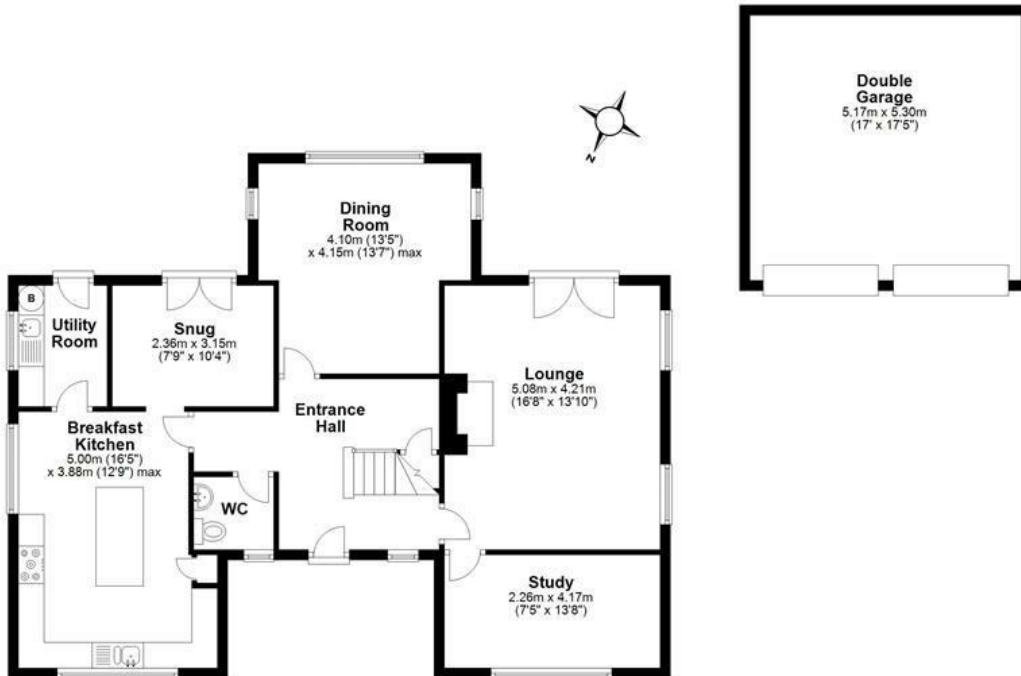 Double
Garage
5.17m x 5.30m
(17' x 17'5")
N
Dining
Room
4.10m (13'5")
x 4.15m (13'7") max
B
Utility
Room
Snug
2.36m x 3.15m
(7'9" x 10'4")
Lounge
5.08m x 4.21m
(16'8" x 13'10")
Entrance
Hall
Breakfast
Kitchen
5.00m (16'5")
x 3.88m (12'9") max
WC
Study
2.26m x 4.17m
(7'5" x 13'8")